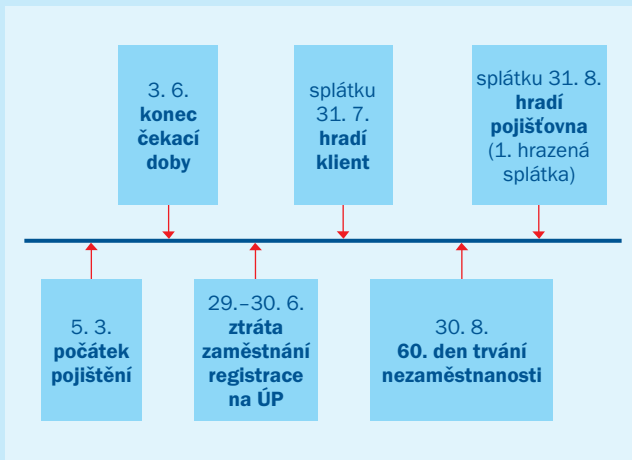 3. 6.
konec
čekací
doby
splátku
31. 7.
hradí
klient
splátku 31. 8.
hradí
pojišťovna
(1. hrazená
splátka)
5. 3.
počátek
pojištění
29.–30. 6.
ztráta
zaměstnání
registrace
na ÚP
30. 8.
60. den trvání
nezaměstnanosti